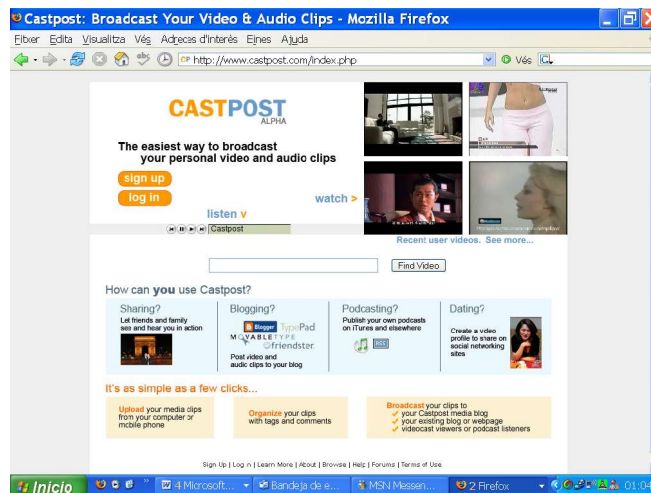 Castpost: Broadcast Your Video & Audio Clips - Mozilla Firefox
Fitxer Edita Visualitza Vés Adreces d'interès Eines Ajuda
http://www.castpost.com/index.php
Vés
CASTPOST
ALPHA
The easiest way to broadcast
your personal video and audio clips
sign up
log in
watch >
listen v
Castpost
Recent user videos. See more...
Find Video
How can you use Castpost?
Sharing?
Let friends and family
see and hear you in action
Blogging?
Blogger TypePad
MOVABLETYPE
friendster.
Post video and
audio clips to your blog
Podcasting?
Publish your own podcasts
on iTunes and elsewhere
RSS
Dating?
Create a video
profile to share on
social networking
sites
It's as simple as a few clicks...
Upload your media clips
from your computer or
mobile phone
Organize your clips
with tags and comments
Broadcast your clips to
your Castpost media blog
your existing blog or webpage
videocast viewers or podcast listeners
Sign Up | Log n | Learn More | About | Browse | Help | Forums | Terms of Use
Inicio
4 Microsoft...
Bandeja de e...
MSN Messen...
2 Firefox
01:04